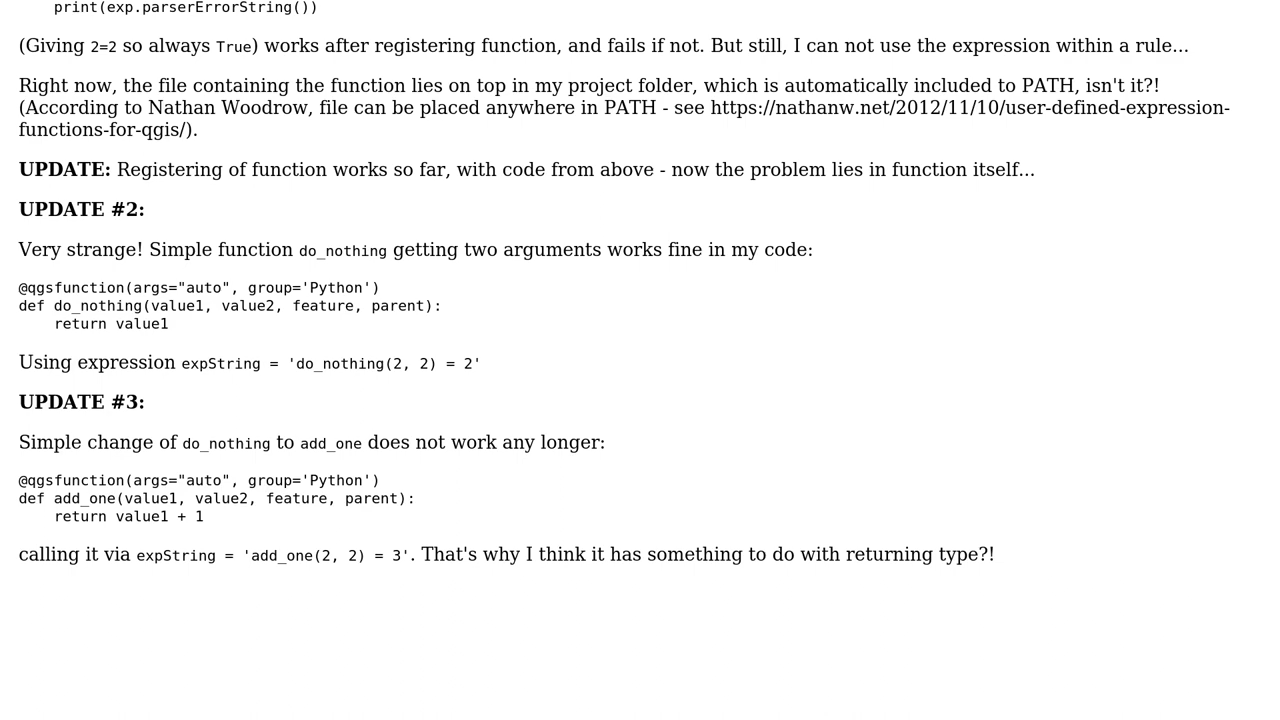 print(exp.parserErrorString())
(Giving 2=2 so always True) works after registering function, and fails if not. But still, I can not use the expression within a rule...
Right now, the file containing the function lies on top in my project folder, which is automatically included to PATH, isn't it?!
(According to Nathan Woodrow, file can be placed anywhere in PATH - see https://nathanw.net/2012/11/10/user-defined-expression-
functions-for-qgis/).
UPDATE: Registering of function works so far, with code from above - now the problem lies in function itself...
UPDATE #2:
Very strange! Simple function do_nothing getting two arguments works fine in my code:
@qgsfunction(args="auto", group='Python')
def do_nothing(value1, value2, feature, parent):
    return value1
Using expression expString = 'do_nothing(2, 2) = 2'
UPDATE #3:
Simple change of do_nothing to add_one does not work any longer:
@qgsfunction(args="auto", group='Python')
def add_one(value1, value2, feature, parent):
    return value1 + 1
calling it via expString = 'add_one(2, 2) = 3'. That's why I think it has something to do with returning type?!